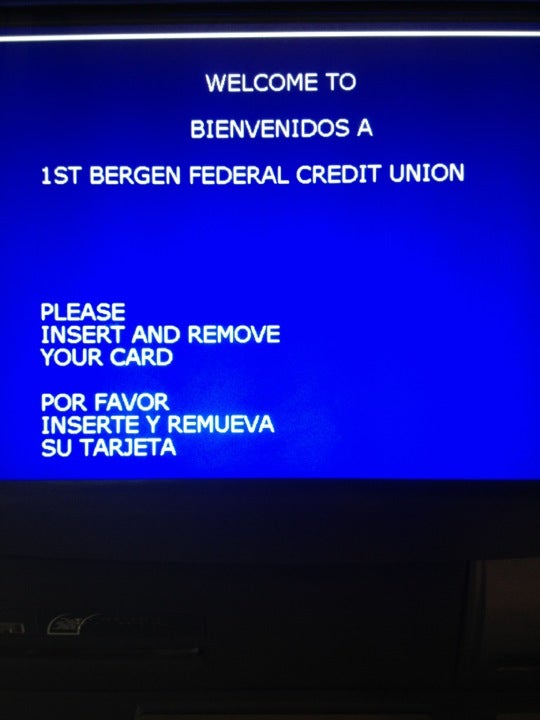 WELCOME TO
BIENVENIDOS A
1ST BERGEN FEDERAL CREDIT UNION
PLEASE
INSERT AND REMOVE
YOUR CARD
POR FAVOR
INSERTE Y REMUEVA
SU TARJETA